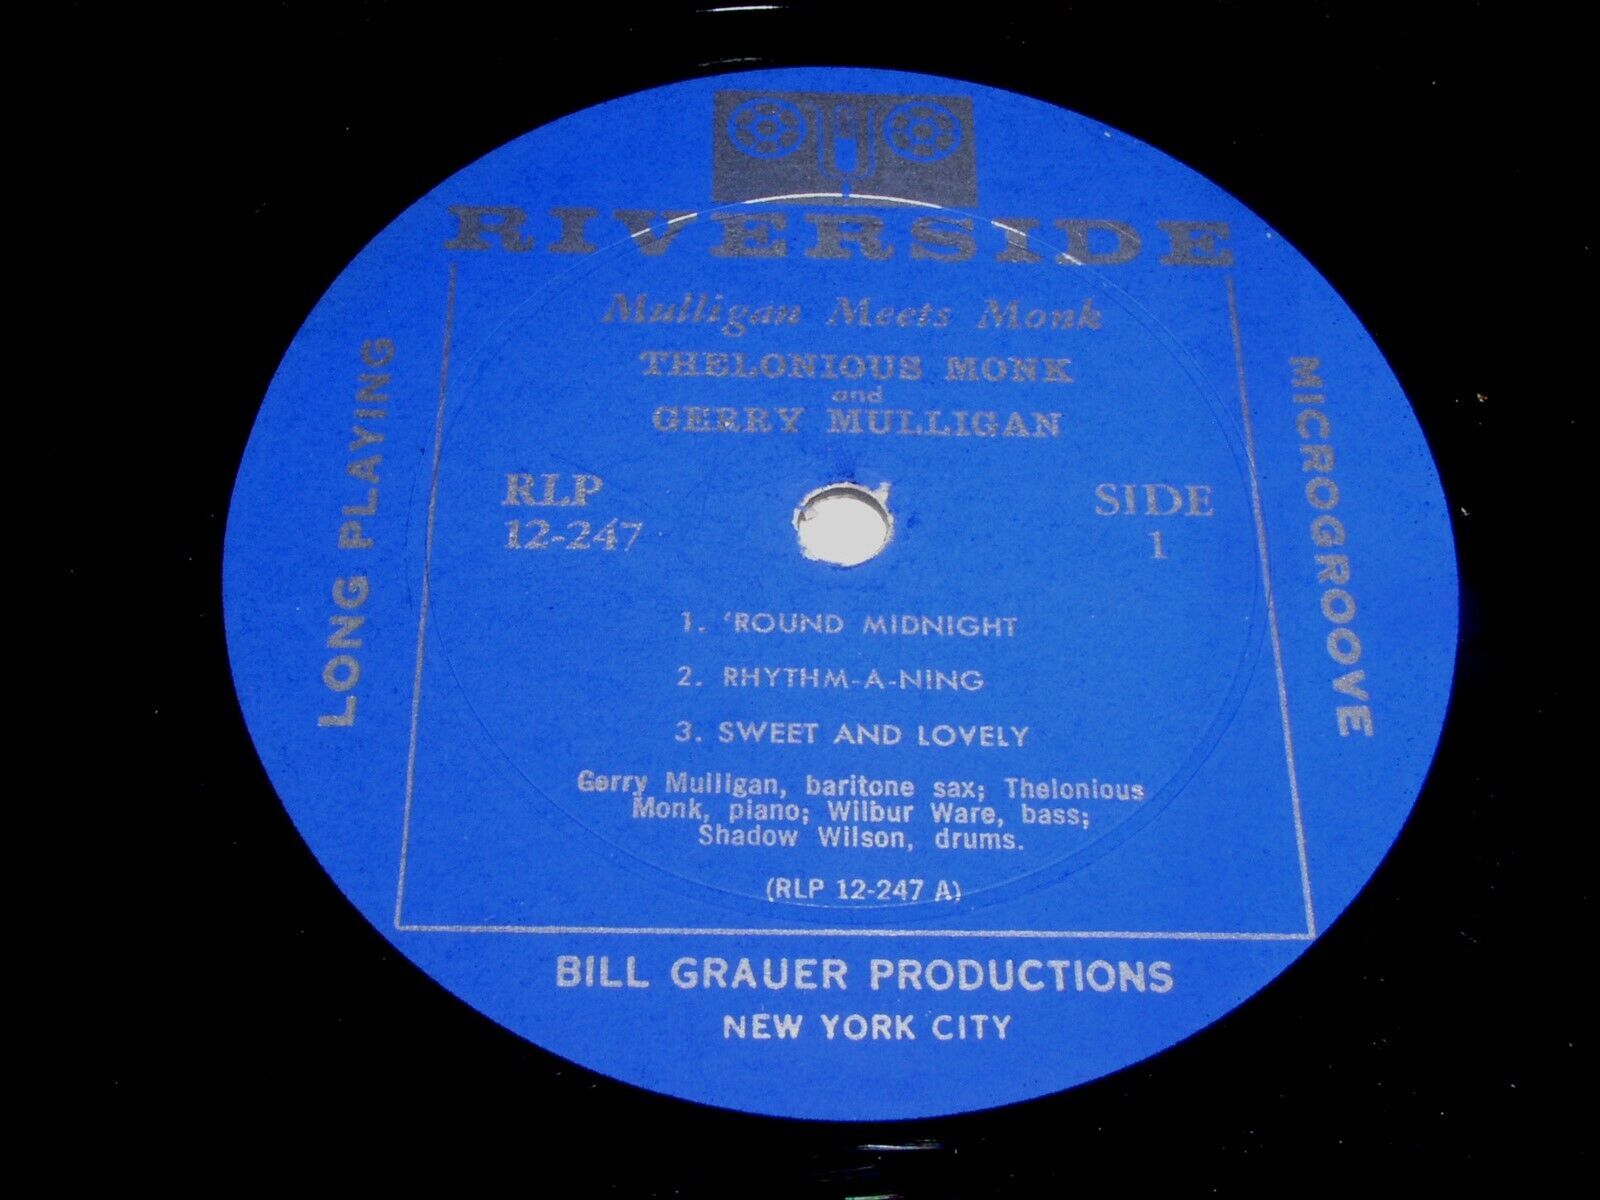 RIVERSIDE
Mulligan Meets Monk
THELONIOUS MONK
and
GERRY MULLIGAN
RLP
12-247
SIDE
1
LONG PLAYING
MICROGROOVE
1. ‘ROUND MIDNIGHT
2. RHYTHM-A-NING
3. SWEET AND LOVELY
Gerry Mulligan, baritone sax; Thelonious
Monk, piano; Wilbur Ware, bass;
Shadow Wilson, drums.
(RLP 12-247 A)
BILL GRAUER PRODUCTIONS
NEW YORK CITY